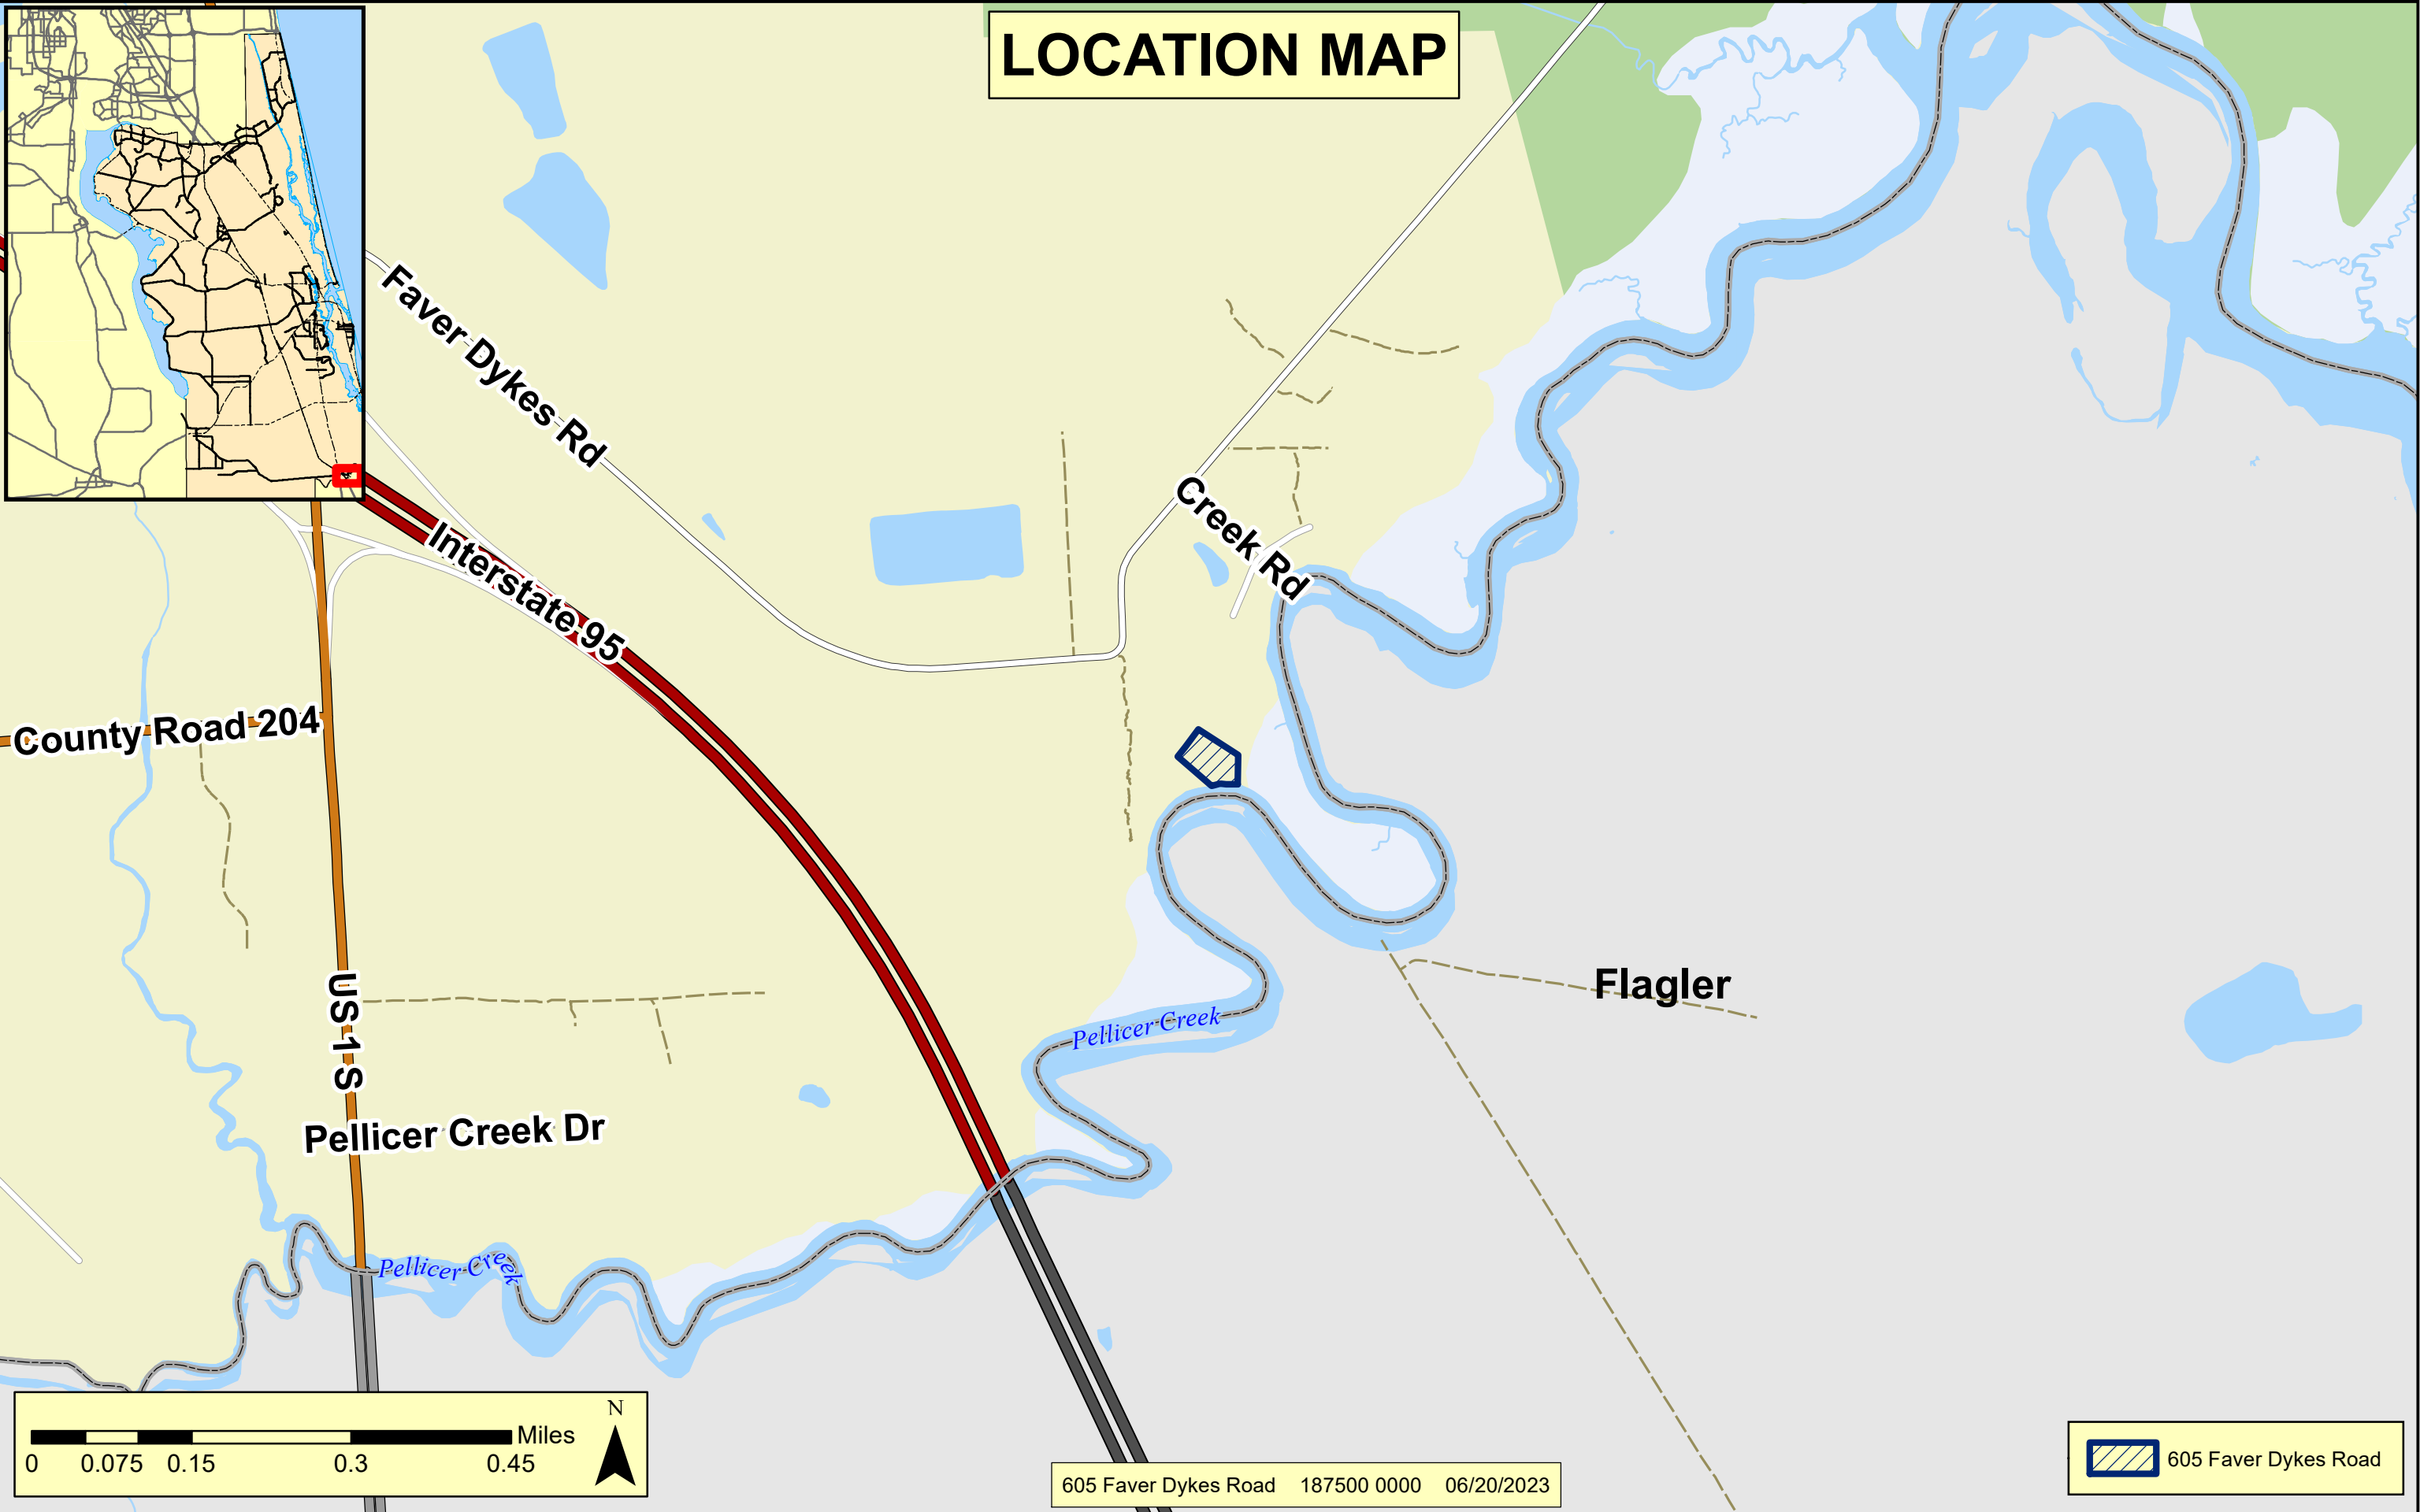 LOCATION MAP
Faver Dykes Rd
Creek Rd
Interstate 95
County Road 204
US 1 S
Flagler
Pellicer Creek
Pellicer Creek Dr
Pellicer Creek
N
Miles
0 0.075 0.15 0.3 0.45
605 Faver Dykes Road 187500 0000 06/20/2023
605 Faver Dykes Road